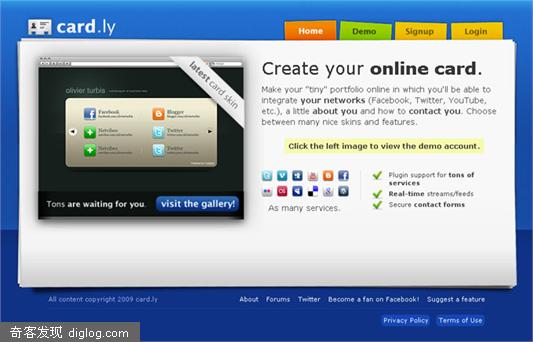 card.ly
Home
Demo
Signup
Login
latest card skin
olivier turbis
Facebook
Blogger
Netvibes
Twitter
Netvibes
Twitter
Tons are waiting for you.
visit the gallery!
Create your online card.
Make your "tiny" portfolio online in which you'll be able to
integrate your networks (Facebook, Twitter, YouTube,
etc.), a little about you and how to contact you. Choose
between many nice skins and features.
Click the left image to view the demo account.
As many services.
Plugin support for tons of
services
Real-time streams/feeds
Secure contact forms
All content copyright 2009 card.ly
About Forums Twitter Become a fan on Facebook! Suggest a feature
Privacy Policy Terms of Use
奇客发现 diglog.com